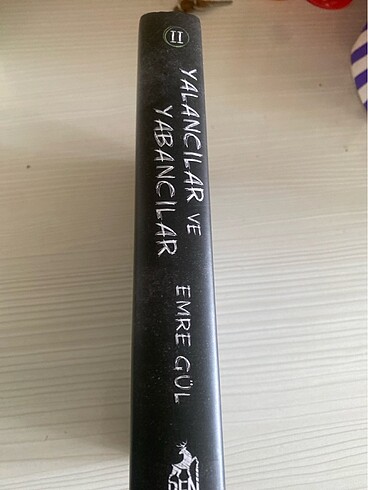 II
YALANCILAR VE
YABANCILAR
EMRE GÜL